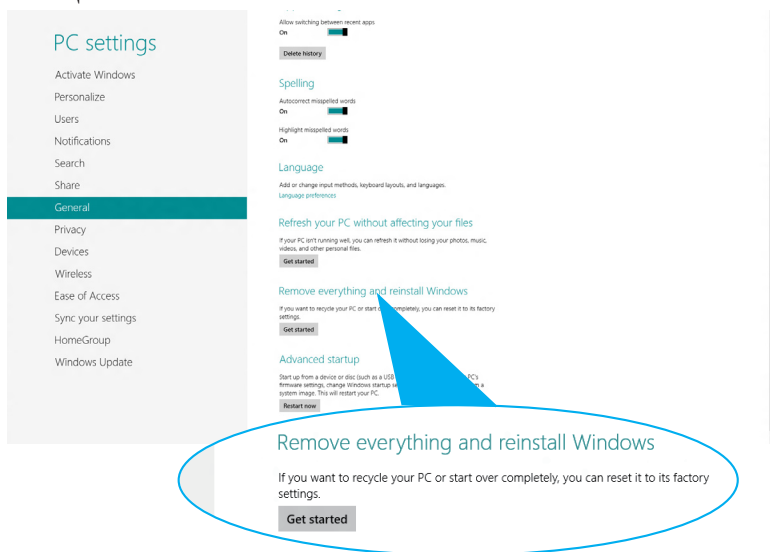 PC settings
Activate Windows
Personalize
Users
Notifications
Search
Share
General
Privacy
Devices
Wireless
Ease of Access
Sync your settings
HomeGroup
Windows Update
Allow switching between recent apps
On
Delete history
Spelling
Autocorrect misspelled words
On
Highlight misspelled words
On
Language
Add or change input methods, keyboard layouts, and languages.
Language preferences
Refresh your PC without affecting your files
If your PC isn't running well, you can refresh it without losing your photos, music,
videos, and other personal files.
Get started
Remove everything and reinstall Windows
If you want to recycle your PC or start over completely, you can reset it to its factory
settings.
Get started
Advanced startup
Start up from a device or disc (such as a USB PC's
firmware settings, change Windows startup a
system image. This will restart your PC.
Restart now
Remove everything and reinstall Windows
If you want to recycle your PC or start over completely, you can reset it to its factory
settings.
Get started